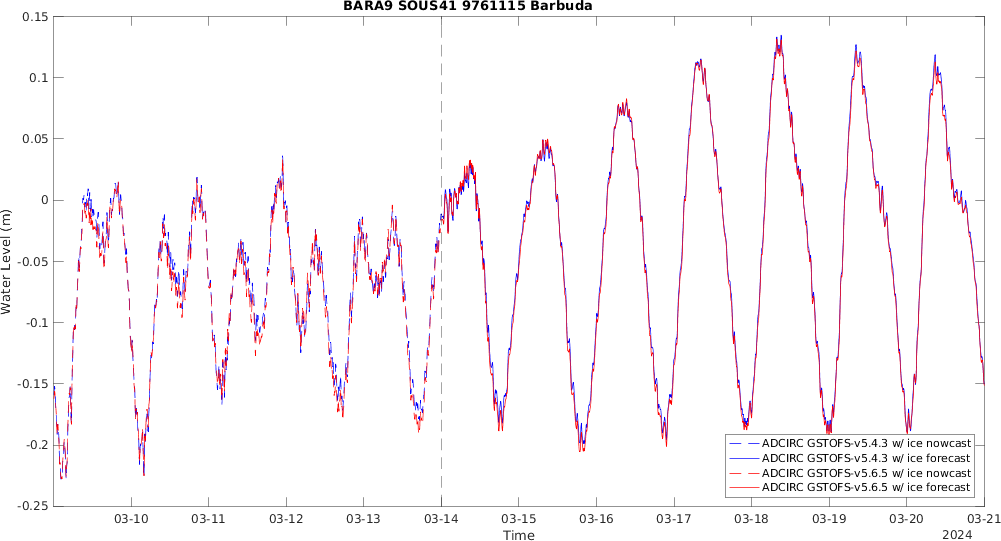 BARA9 SOUS41 9761115 Barbuda
0.15
0.1
0.05
0
-0.05
-0.1
-0.15
-0.2
-0.25
Water Level (m)
03-10 03-11 03-12 03-13 03-14 03-15 03-16 03-17 03-18 03-19 03-20 03-21
Time
2024
ADCIRC GSTOFS-v5.4.3 w/ ice nowcast
ADCIRC GSTOFS-v5.4.3 w/ ice forecast
ADCIRC GSTOFS-v5.6.5 w/ ice nowcast
ADCIRC GSTOFS-v5.6.5 w/ ice forecast